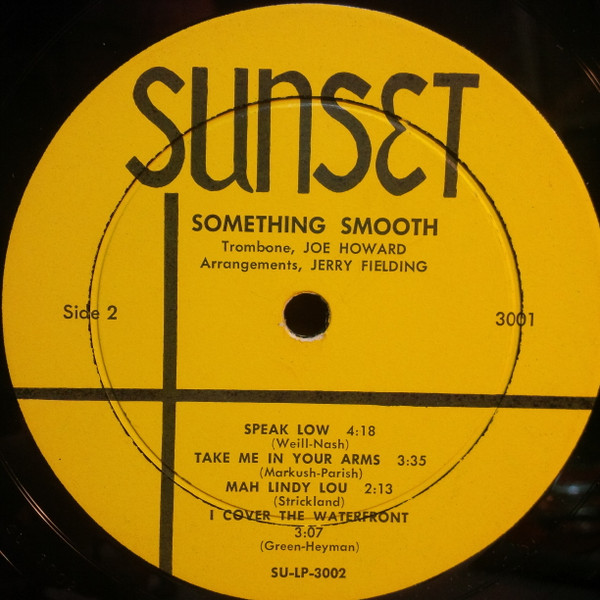 SUNSET
SOMETHING SMOOTH
Trombone, JOE HOWARD
Arrangements, JERRY FIELDING
Side 2
3001
SPEAK LOW 4:18
(Weill-Nash)
TAKE ME IN YOUR ARMS 3:35
(Markush-Parish)
MAH LINDY LOU 2:13
(Strickland)
I COVER THE WATERFRONT
3:07
(Green-Heyman)
SU-LP-3002